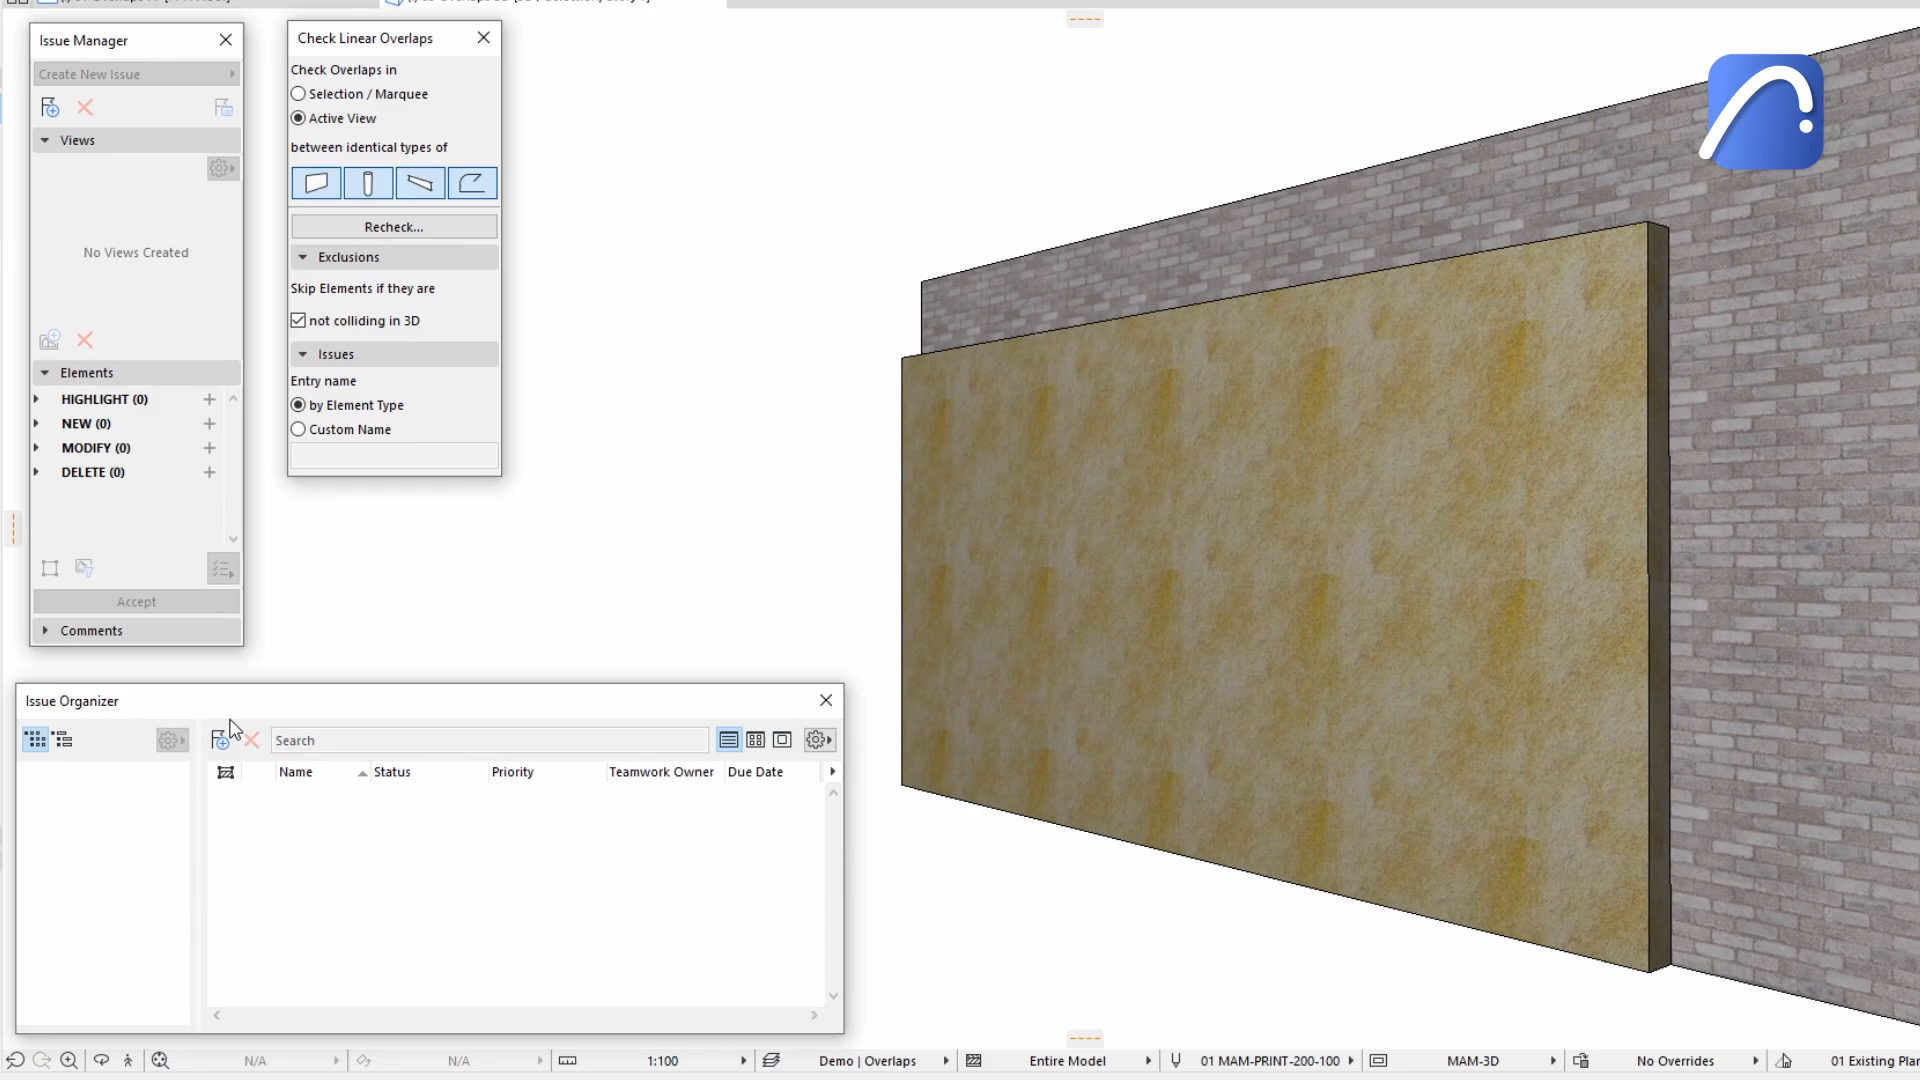 Issue Manager
Create New Issue
Views
No Views Created
Elements
HIGHLIGHT (0)
NEW (0)
MODIFY (0)
DELETE (0)
Accept
Comments
Check Linear Overlaps
Check Overlaps in
Selection / Marquee
Active View
between identical types of
Recheck...
Exclusions
Skip Elements if they are
not colliding in 3D
Issues
Entry name
by Element Type
Custom Name
Issue Organizer
Search
Name Status Priority Teamwork Owner Due Date
N/A N/A 1:100 Demo | Overlaps Entire Model 01 MAM-PRINT-200-100 MAM-3D No Overrides 01 Existing Plan